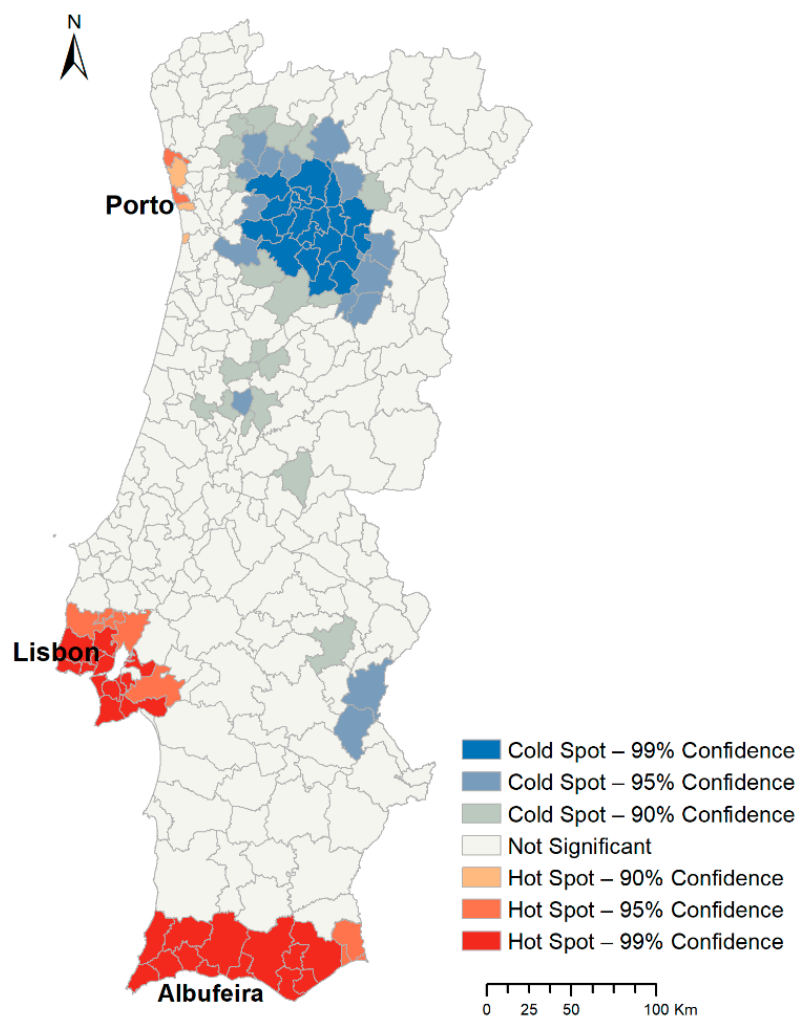 N
Porto
Lisbon
Cold Spot – 99% Confidence
Cold Spot – 95% Confidence
Cold Spot – 90% Confidence
Not Significant
Hot Spot – 90% Confidence
Hot Spot – 95% Confidence
Hot Spot – 99% Confidence
Albufeira
0 25 50 100 Km